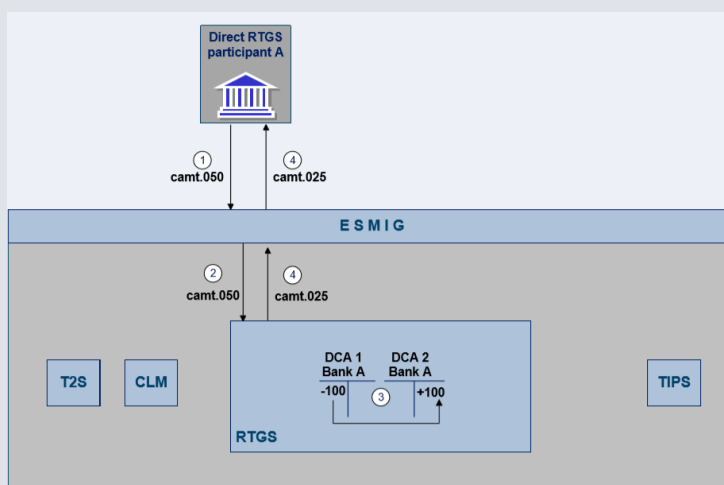 Direct RTGS
participant A
1
4
camt.050
camt.025
E S M I G
2
4
camt.050
camt.025
DCA 1
Bank A
DCA 2
Bank A
-100
3
+100
T2S
CLM
TIPS
RTGS